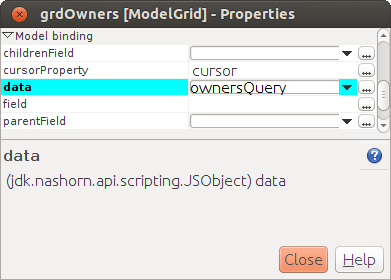 grdOwners [ModelGrid] - Properties
Model binding
childrenField ...
cursorProperty cursor ...
data ownersQuery ...
field ...
parentField ...
data ?
(jdk.nashorn.api.scripting.JSObject) data
Close Help